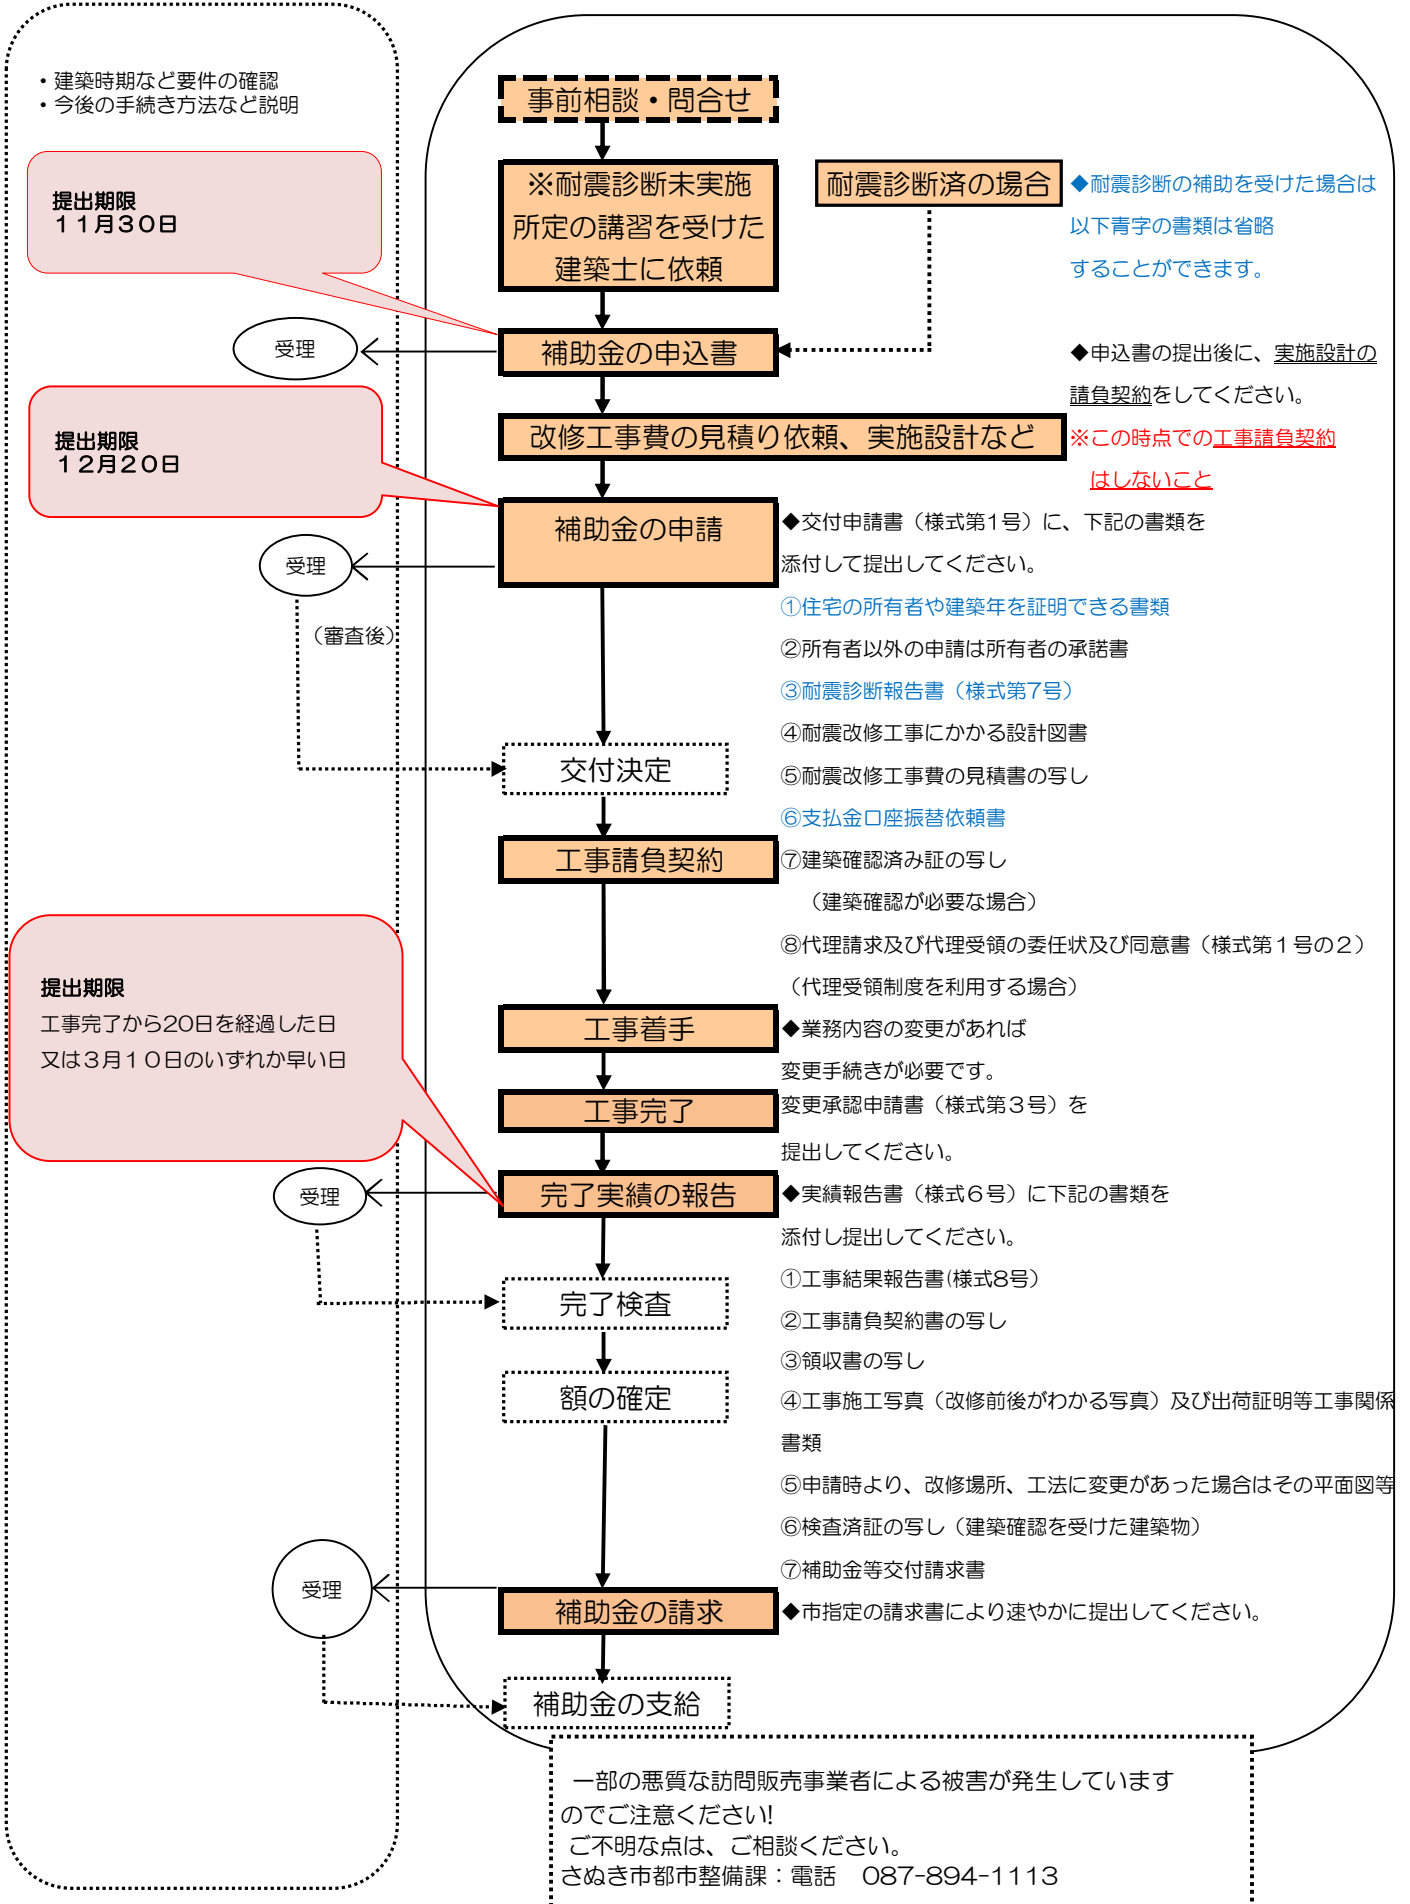 ・建築時期など要件の確認
・今後の手続き方法など説明
事前相談・問合せ
提出期限
11月30日
※耐震診断未実施
所定の講習を受けた
建築士に依頼
耐震診断済の場合
◆耐震診断の補助を受けた場合は
以下青字の書類は省略
することができます。
受理
補助金の申込書
◆申込書の提出後に、実施設計の
請負契約をしてください。
※この時点での工事請負契約
はしないこと
提出期限
12月20日
改修工事費の見積り依頼、実施設計など
補助金の申請
受理
(審査後)
◆交付申請書（様式第1号）に、下記の書類を
添付して提出してください。
①住宅の所有者や建築年を証明できる書類
②所有者以外の申請は所有者の承諾書
③耐震診断報告書（様式第7号）
④耐震改修工事にかかる設計図書
⑤耐震改修工事費の見積書の写し
⑥支払金口座振替依頼書
⑦建築確認済み証の写し
（建築確認が必要な場合）
⑧代理請求及び代理受領の委任状及び同意書（様式第１号の２）
（代理受領制度を利用する場合）
交付決定
工事請負契約
提出期限
工事完了から20日を経過した日
又は３月１０日のいずれか早い日
工事着手
◆業務内容の変更があれば
変更手続きが必要です。
変更承認申請書（様式第３号）を
提出してください。
工事完了
受理
完了実績の報告
◆実績報告書（様式６号）に下記の書類を
添付し提出してください。
①工事結果報告書(様式8号）
②工事請負契約書の写し
③領収書の写し
④工事施工写真（改修前後がわかる写真）及び出荷証明等工事関係
書類
⑤申請時より、改修場所、工法に変更があった場合はその平面図等
⑥検査済証の写し（建築確認を受けた建築物）
⑦補助金等交付請求書
完了検査
額の確定
受理
補助金の請求
◆市指定の請求書により速やかに提出してください。
補助金の支給
一部の悪質な訪問販売事業者による被害が発生しています
のでご注意ください!
ご不明な点は、ご相談ください。
さぬき市都市整備課：電話　087-894-1113